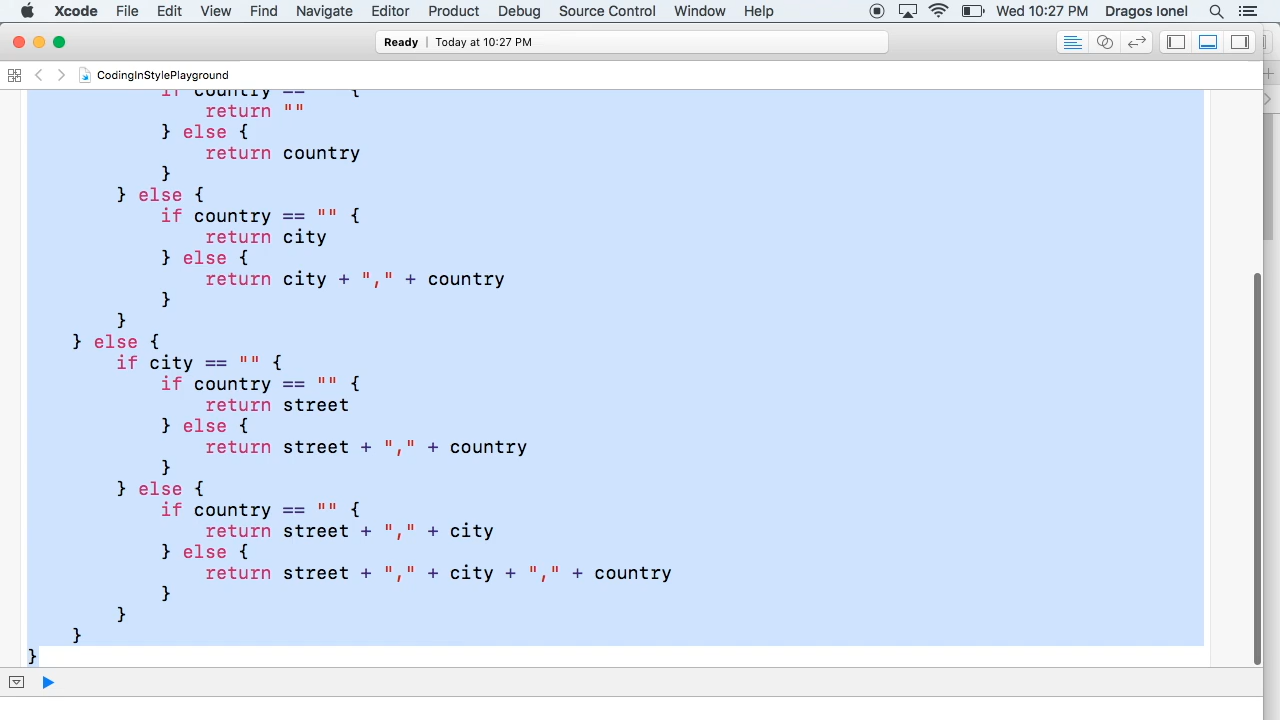 Xcode File Edit View Find Navigate Editor Product Debug Source Control Window Help Wed 10:27 PM Dragos Ionel
Ready | Today at 10:27 PM
CodingInStylePlayground
if country == {
return ""
} else {
return country
}
} else {
if country == "" {
return city
} else {
return city + "," + country
}
}
} else {
if city == "" {
if country == "" {
return street
} else {
return street + "," + country
}
} else {
if country == "" {
return street + "," + city
} else {
return street + "," + city + "," + country
}
}
}
}